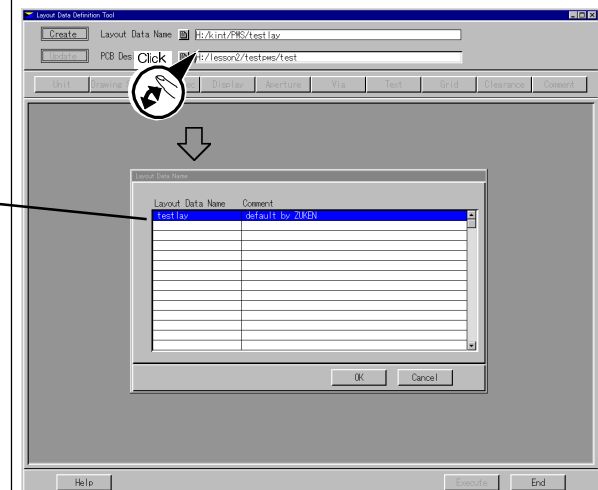 Layout Data Definition Tool
Create Layout Data Name H:/kint/PWS/testlay
Update PCB Des Click H:/lesson2/testpws/test
Unit Drawing ec Display Aperture Via Text Grid Clearance Comment
Layout Data Name
Layout Data Name Comment
testlay default by ZUKEN
OK Cancel
Help Execute End